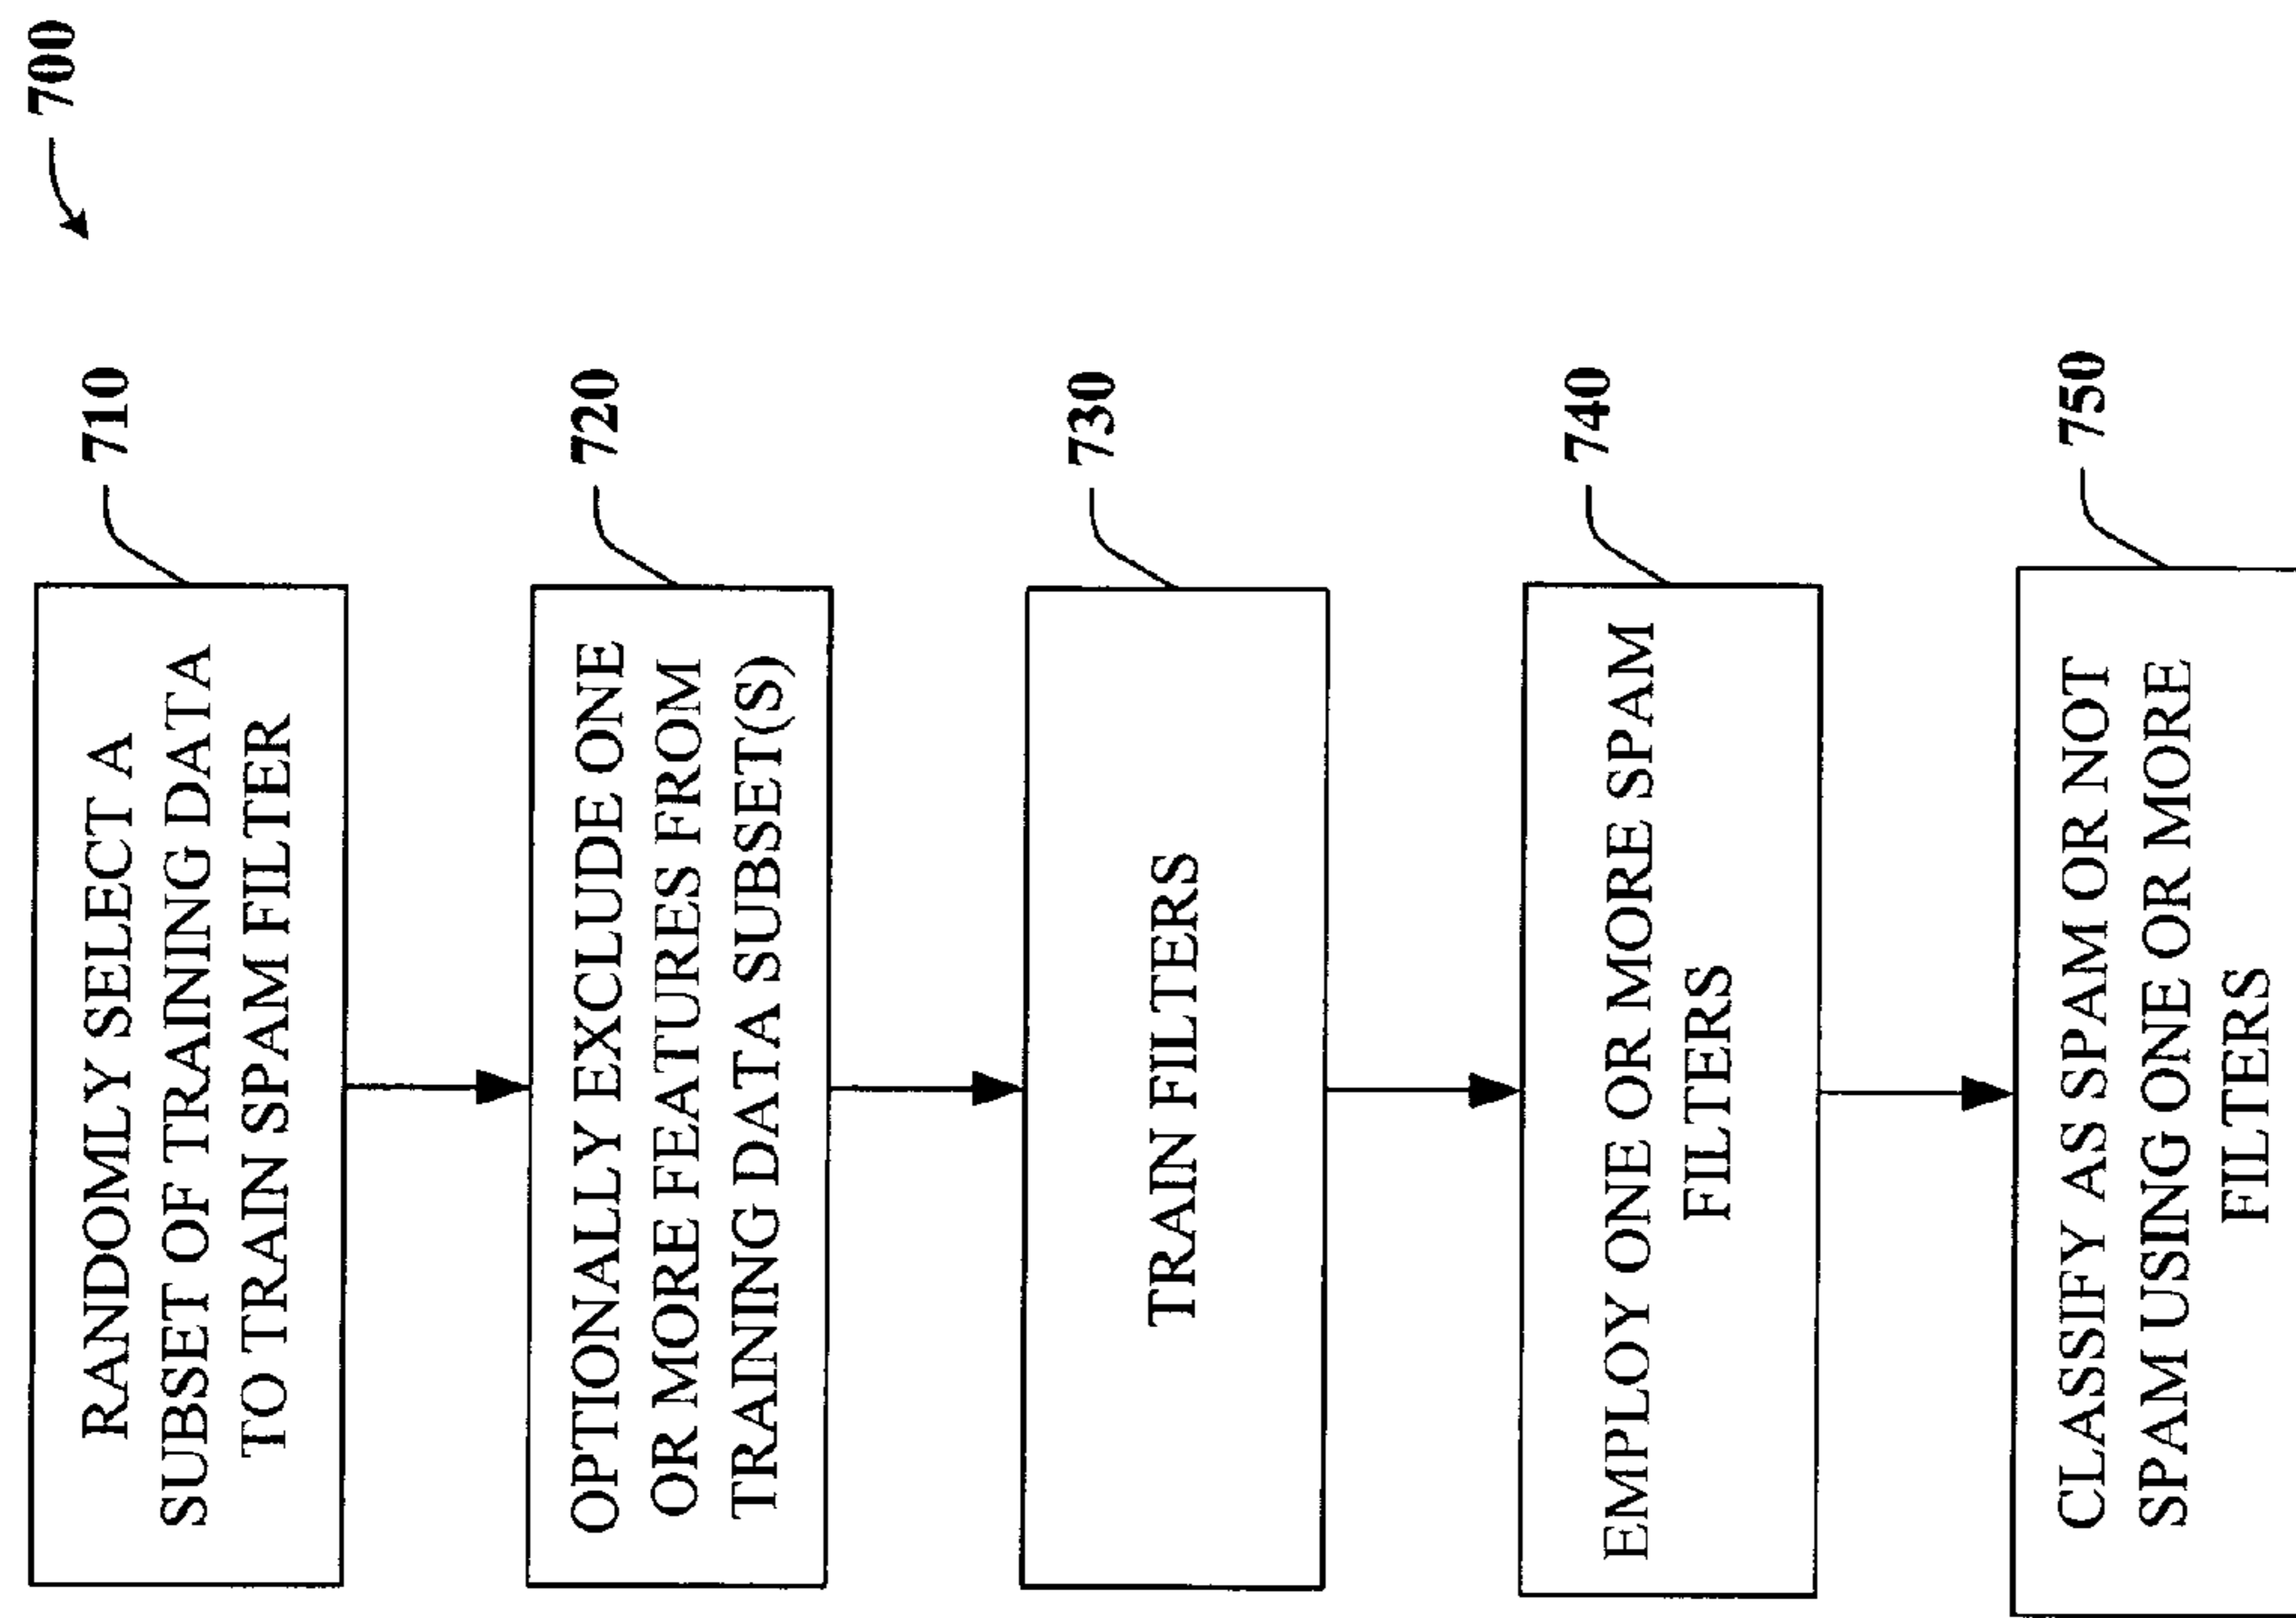 700
710
RANDOMLY SELECT A
SUBSET OF TRAINING DATA
TO TRAIN SPAM FILTER
720
OPTIONALLY EXCLUDE ONE
OR MORE FEATURES FROM
TRAINING DATA SUBSET(S)
730
TRAIN FILTERS
740
EMPLOY ONE OR MORE SPAM
FILTERS
750
CLASSIFY AS SPAM OR NOT
SPAM USING ONE OR MORE
FILTERS